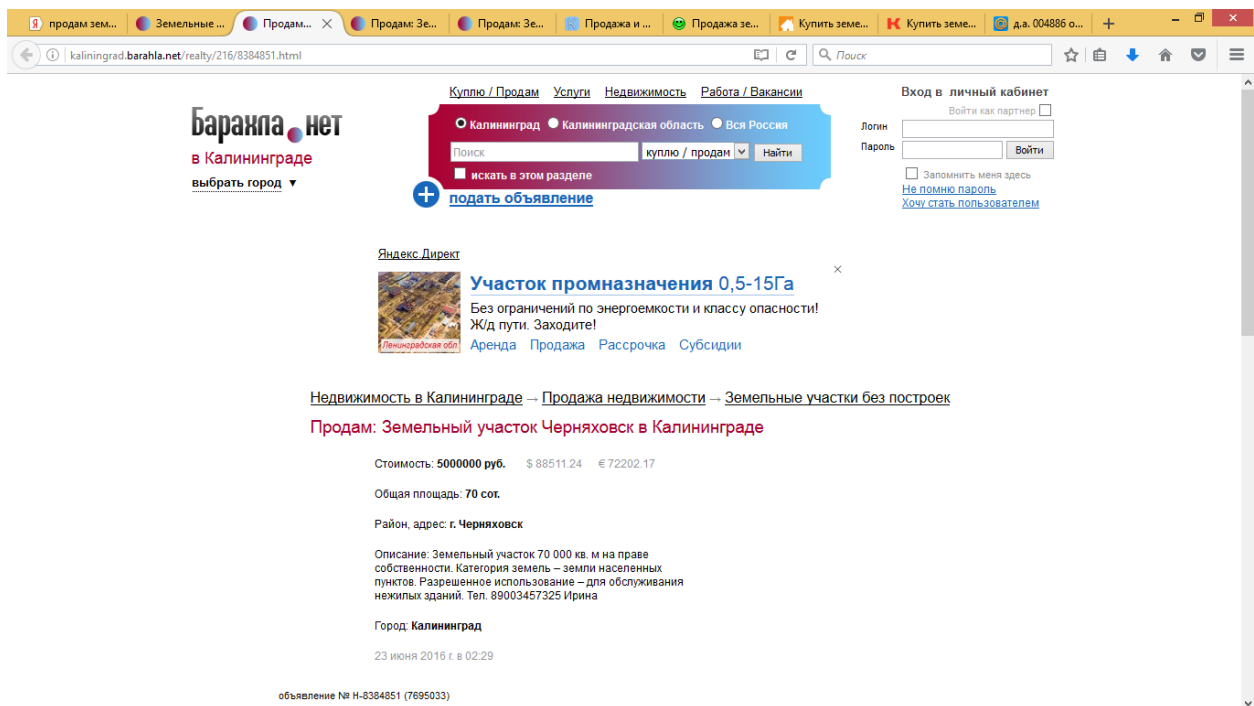 продам зем...
Земельные ...
Продам...
Продам: Зе...
Продам: Зе...
Продажа и ...
Продажа зе...
Купить земе...
Купить земе...
д.а. 004886 о...
kaliningrad.barahla.net/realty/216/8384851.html
Поиск
Куплю / Продам Услуги Недвижимость Работа / Вакансии
Барахла.нет
в Калининграде
выбрать город ▼
Калининград Калининградская область Вся Россия
Поиск куплю / продам Найти
искать в этом разделе
подать объявление
Вход в личный кабинет
Войти как партнер
Логин
Пароль Войти
Запомнить меня здесь
Не помню пароль
Хочу стать пользователем
Яндекс.Директ
Ленинградская обл
Участок промназначения 0,5-15Га
Без ограничений по энергоемкости и классу опасности!
Ж/д пути. Заходите!
Аренда Продажа Рассрочка Субсидии
Недвижимость в Калининграде → Продажа недвижимости → Земельные участки без построек
Продам: Земельный участок Черняховск в Калининграде
Стоимость: 5000000 руб. $ 88511.24 € 72202.17
Общая площадь: 70 сот.
Район, адрес: г. Черняховск
Описание: Земельный участок 70 000 кв. м на праве
собственности. Категория земель – земли населенных
пунктов. Разрешенное использование – для обслуживания
нежилых зданий. Тел. 89003457325 Ирина
Город: Калининград
23 июня 2016 г. в 02:29
объявление № Н-8384851 (7695033)